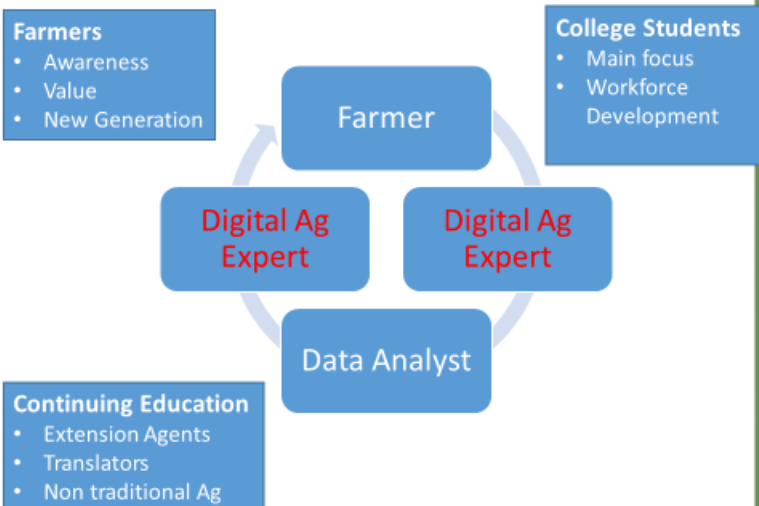 Farmers
• Awareness
• Value
• New Generation
College Students
• Main focus
• Workforce
Development
Farmer
Digital Ag
Expert
Digital Ag
Expert
Data Analyst
Continuing Education
• Extension Agents
• Translators
• Non traditional Ag